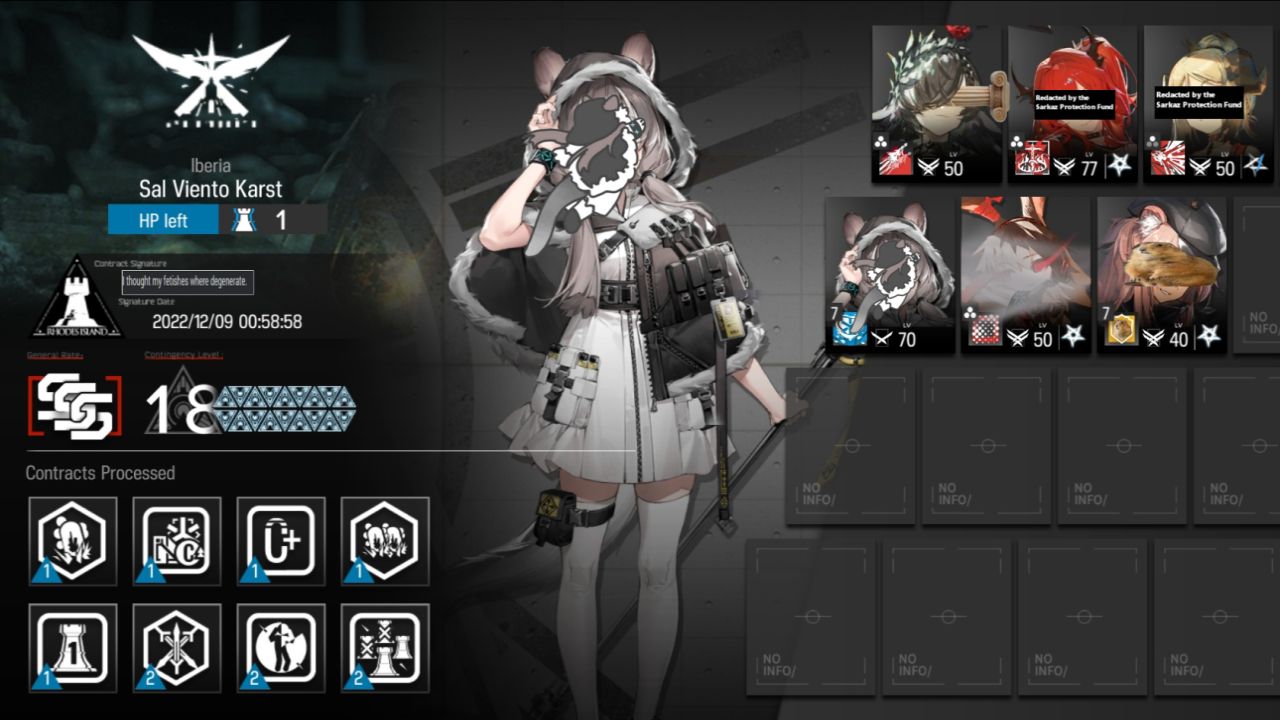 Iberia
Sal Viento Karst
HP left
1
Contract Signature
I thought my fetishes where degenerate.
Signature Date
RHODES ISLAND
2022/12/09 00:58:58
General Rate:
Contingency Level:
SSS
18
Contracts Processed
1
1
NC
1
C+
1
1
1
2
2
2
LV
50
Redacted by the
Sarkaz Protection Fund
LV
77
Redacted by the
Sarkaz Protection Fund
LV
50
7
LV
70
LV
50
7
LV
40
NO
INFO/
NO
INFO/
NO
INFO/
NO
INFO/
NO
INFO/
NO
INFO/
NO
INFO/
NO
INFO/
NO
INFO/